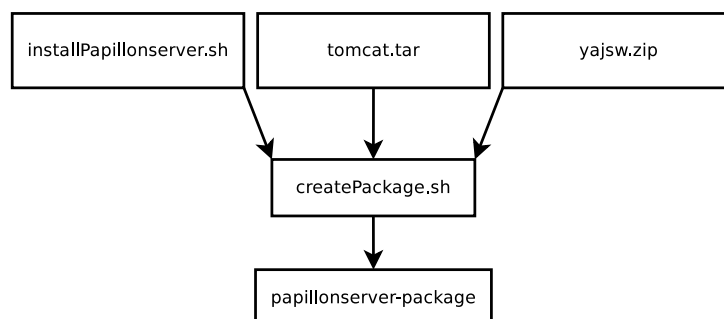 installPapillonserver.sh
tomcat.tar
yajsw.zip
createPackage.sh
papillonserver-package